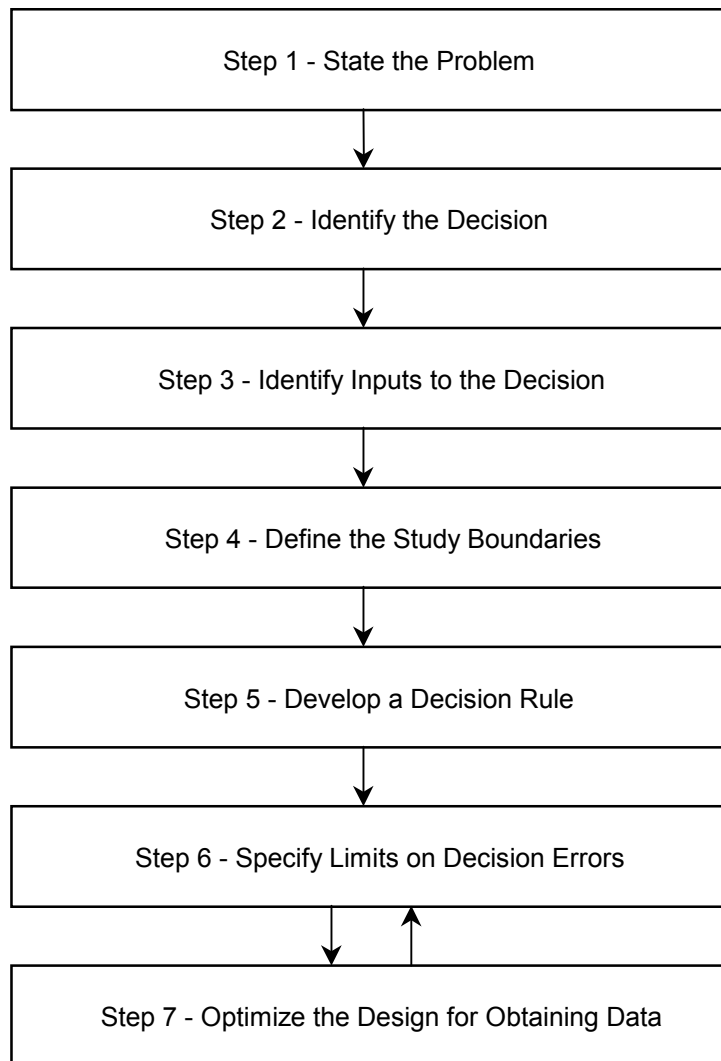 Step 1 - State the Problem
Step 2 - Identify the Decision
Step 3 - Identify Inputs to the Decision
Step 4 - Define the Study Boundaries
Step 5 - Develop a Decision Rule
Step 6 - Specify Limits on Decision Errors
Step 7 - Optimize the Design for Obtaining Data